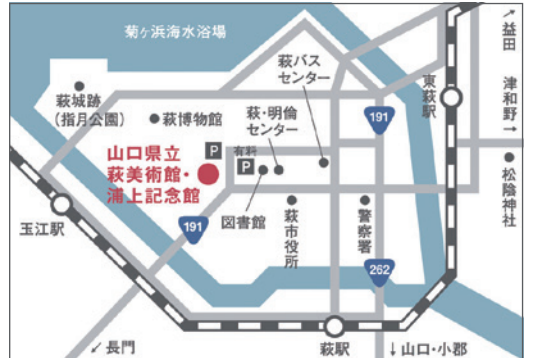 菊ヶ浜海水浴場
↗益田
萩バス
センター
萩城跡
(指月公園)
萩博物館
萩・明倫
センター
191
東萩駅
津和野→
P
有料
P
山口県立
萩美術館・
浦上記念館
図書館
松陰神社
玉江駅
191
萩市役所
警察署
262
↙長門
萩駅
↓山口・小郡